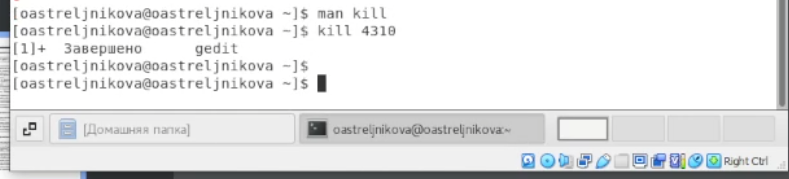 [oastreljnikova@oastreljnikova ~]$ man kill
[oastreljnikova@oastreljnikova ~]$ kill 4310
[1]+  Завершено      gedit
[oastreljnikova@oastreljnikova ~]$
[oastreljnikova@oastreljnikova ~]$
[Домашняя папка]
oastreljnikova@oastreljnikova:~
Right Ctrl